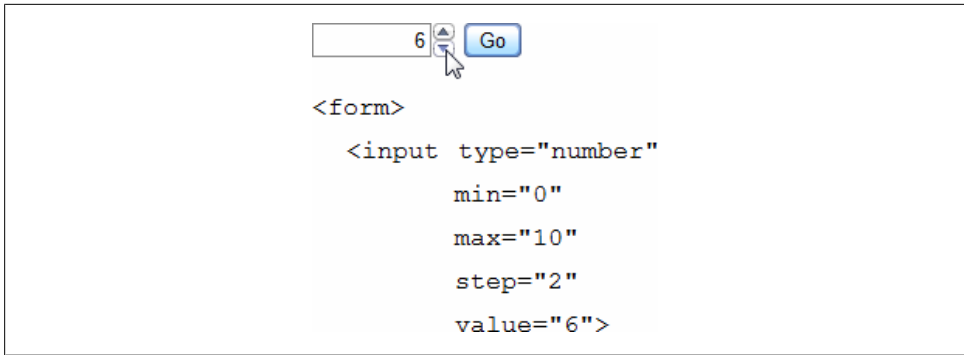 6 Go
<form>
<input type="number"
min="0"
max="10"
step="2"
value="6">